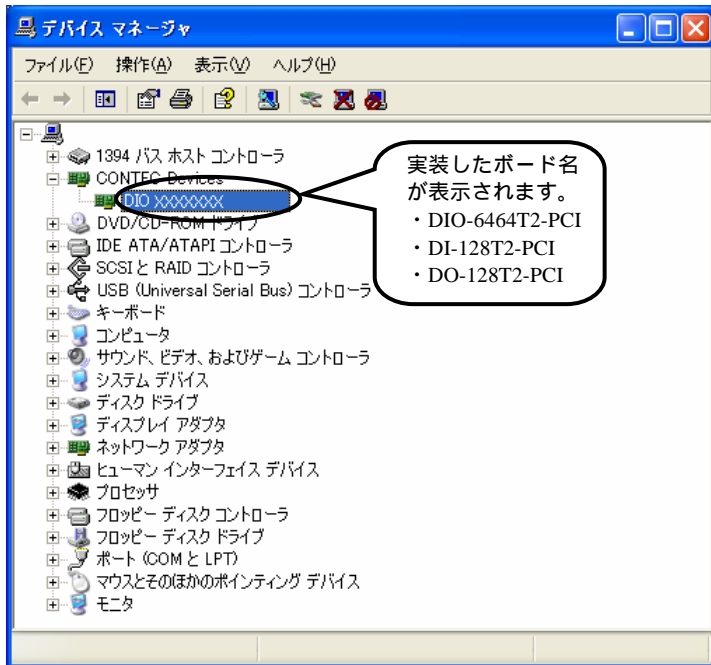 デバイス マネージャ
ファイル(F) 操作(A) 表示(V) ヘルプ(H)
1394 バス ホスト コントローラ
CONTEC Devices
DIO XXXXXXX
DVD/CD-ROM ドライブ
IDE ATA/ATAPI コントローラ
SCSI と RAID コントローラ
USB (Universal Serial Bus) コントローラ
キーボード
コンピュータ
サウンド、ビデオ、およびゲーム コントローラ
システム デバイス
ディスク ドライブ
ディスプレイ アダプタ
ネットワーク アダプタ
ヒューマン インターフェイス デバイス
プロセッサ
フロッピー ディスク コントローラ
フロッピー ディスク ドライブ
ポート (COM と LPT)
マウスとそのほかのポインティング デバイス
モニタ
実装したボード名
が表示されます。
・DIO-6464T2-PCI
・DI-128T2-PCI
・DO-128T2-PCI